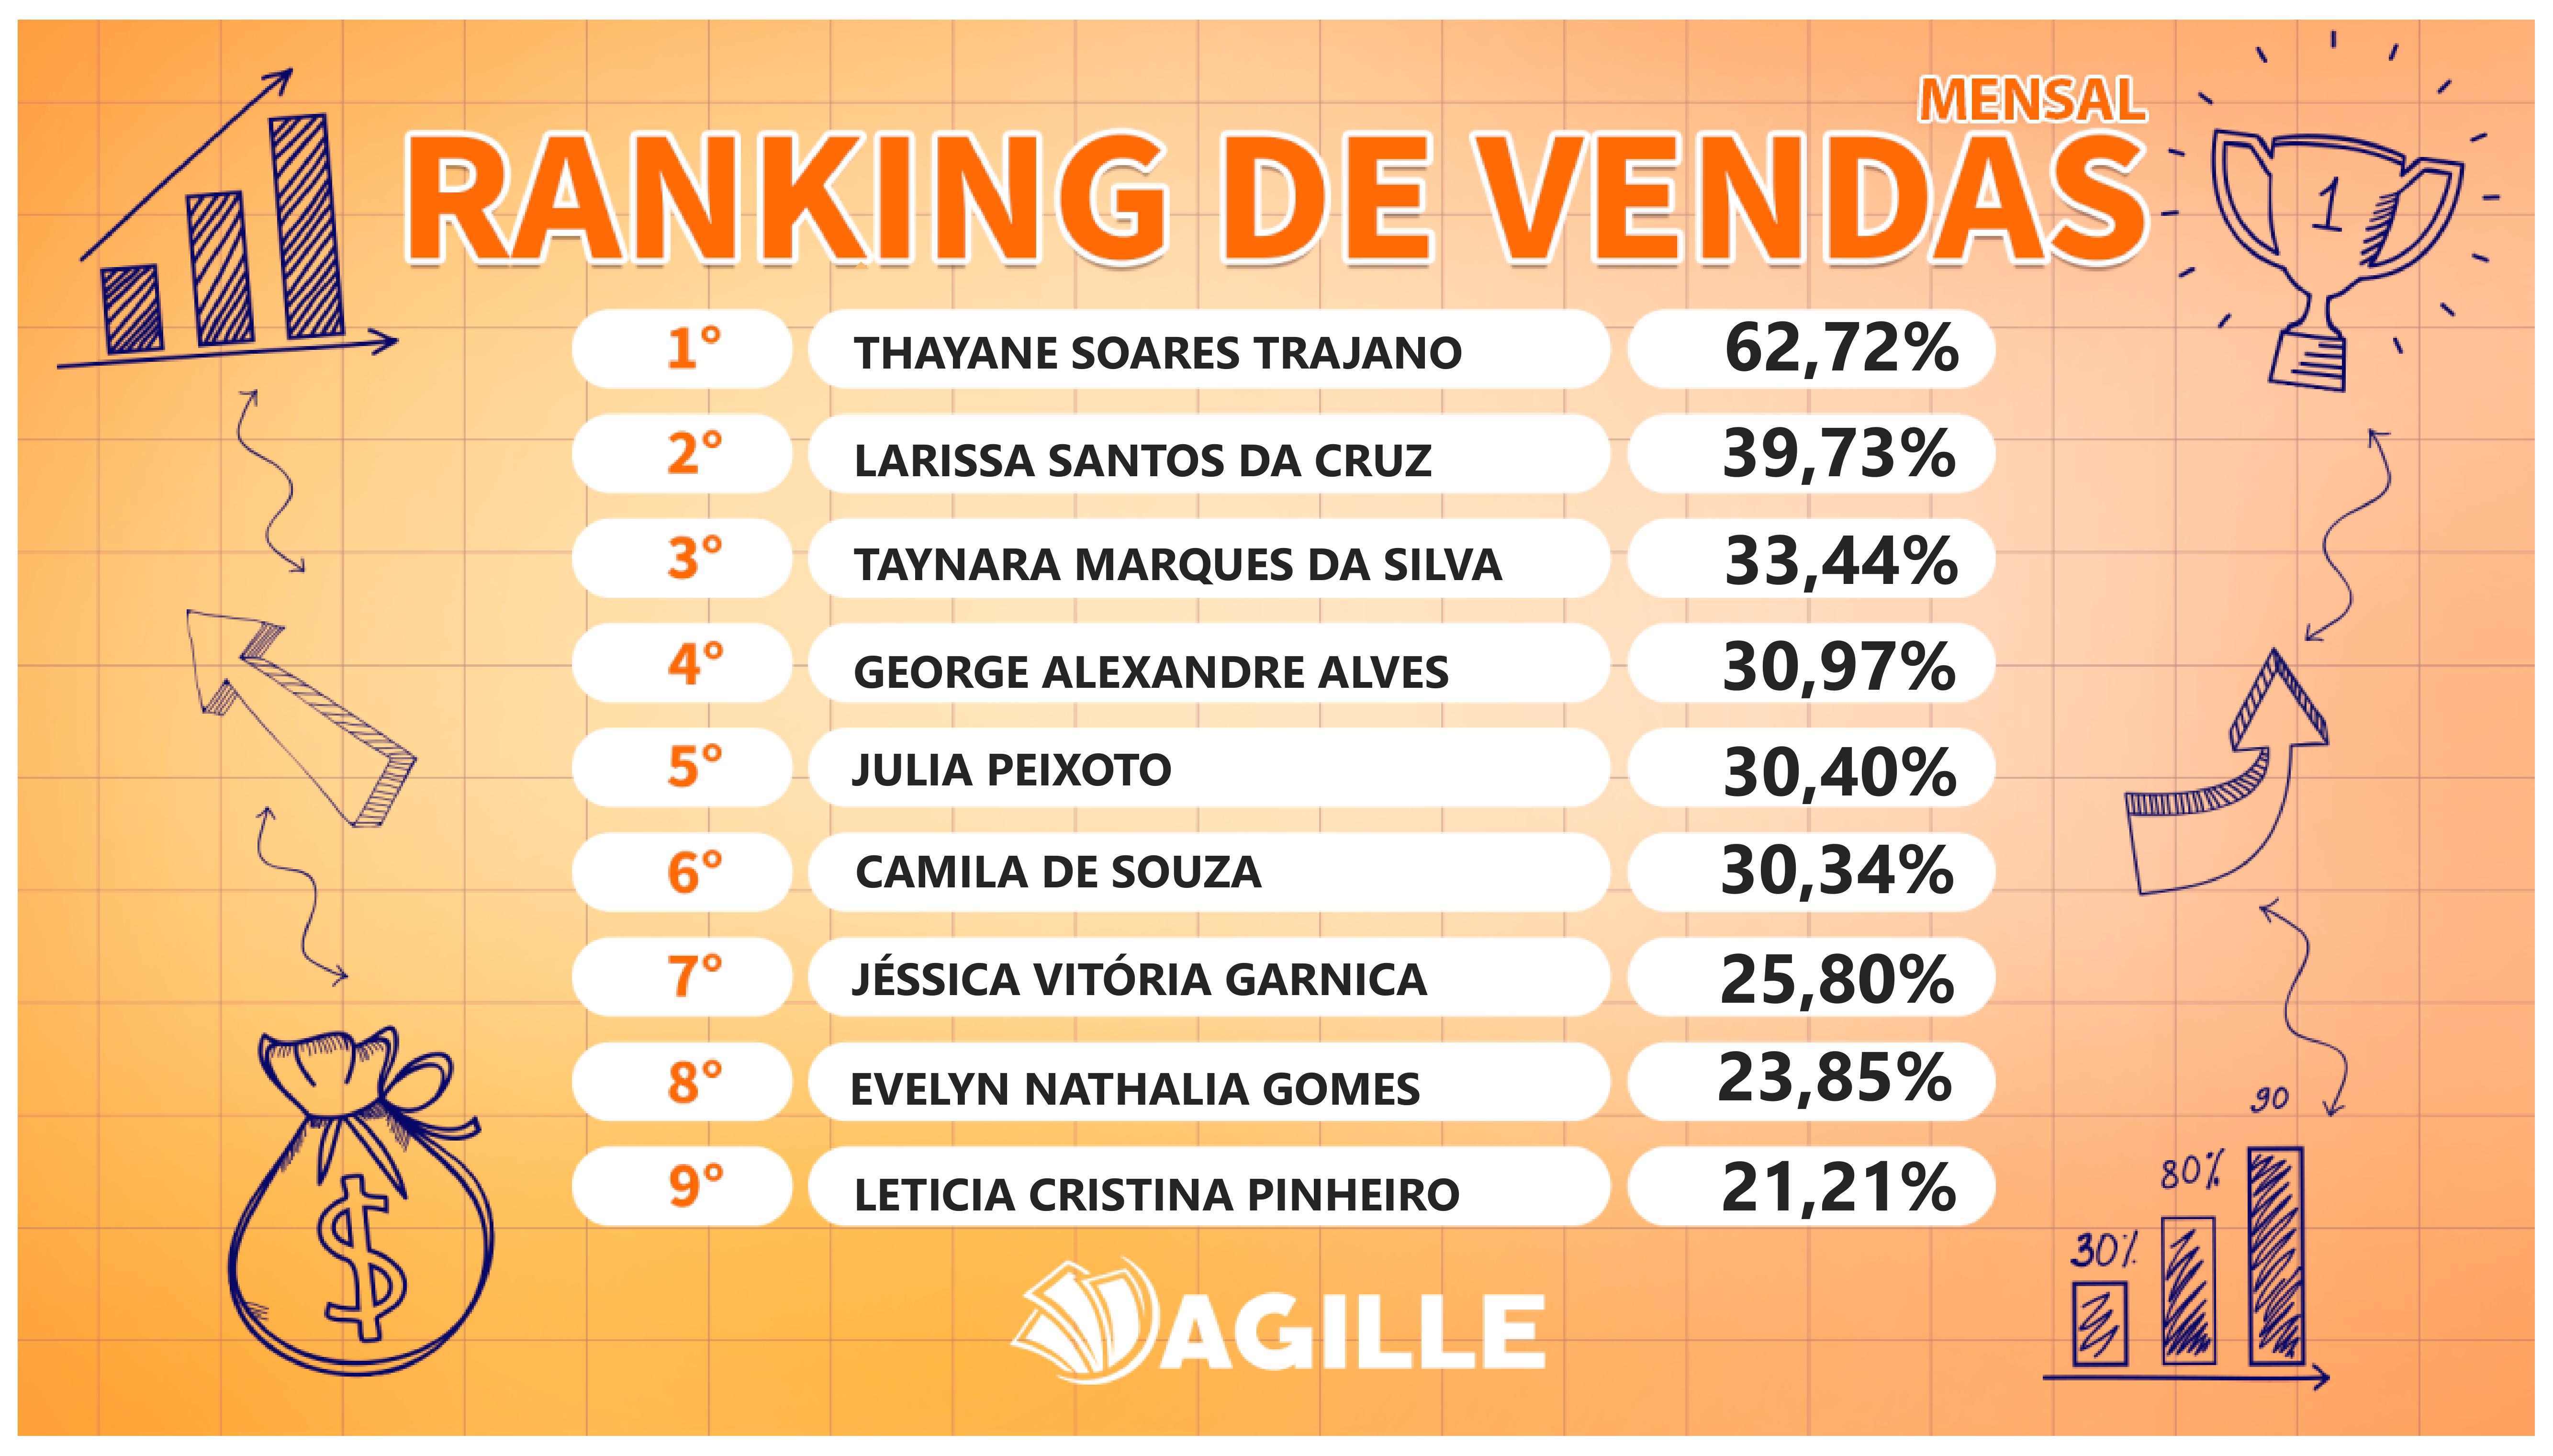 MENSAL
RANKING DE VENDAS
1
1° THAYANE SOARES TRAJANO 62,72%
2° LARISSA SANTOS DA CRUZ 39,73%
3° TAYNARA MARQUES DA SILVA 33,44%
4° GEORGE ALEXANDRE ALVES 30,97%
5° JULIA PEIXOTO 30,40%
6° CAMILA DE SOUZA 30,34%
7° JÉSSICA VITÓRIA GARNICA 25,80%
8° EVELYN NATHALIA GOMES 23,85%
9° LETICIA CRISTINA PINHEIRO 21,21%
$
90
80%
30%
AGILLE